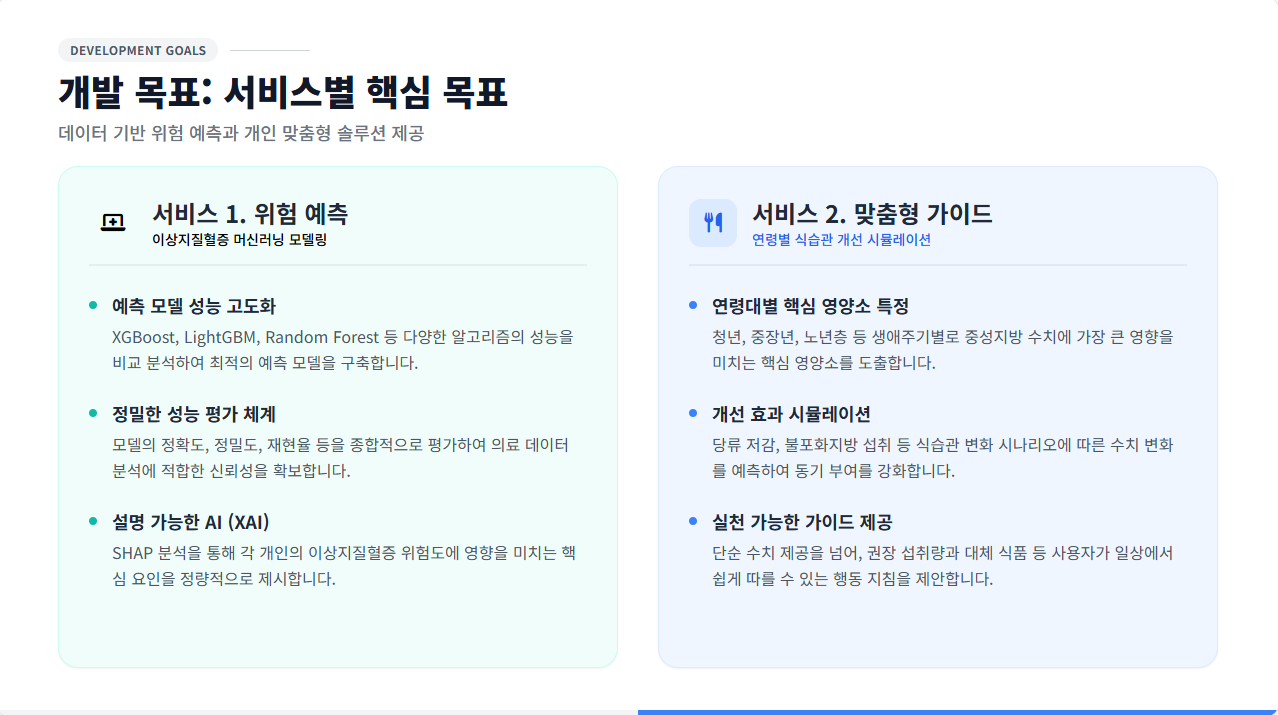 DEVELOPMENT GOALS
개발 목표: 서비스별 핵심 목표
데이터 기반 위험 예측과 개인 맞춤형 솔루션 제공
서비스 1. 위험 예측
이상지질혈증 머신러닝 모델링
예측 모델 성능 고도화
XGBoost, LightGBM, Random Forest 등 다양한 알고리즘의 성능을
비교 분석하여 최적의 예측 모델을 구축합니다.
정밀한 성능 평가 체계
모델의 정확도, 정밀도, 재현율 등을 종합적으로 평가하여 의료 데이터
분석에 적합한 신뢰성을 확보합니다.
설명 가능한 AI (XAI)
SHAP 분석을 통해 각 개인의 이상지질혈증 위험도에 영향을 미치는 핵
심 요인을 정량적으로 제시합니다.
서비스 2. 맞춤형 가이드
연령별 식습관 개선 시뮬레이션
연령대별 핵심 영양소 특정
청년, 중장년, 노년층 등 생애주기별로 중성지방 수치에 가장 큰 영향을
미치는 핵심 영양소를 도출합니다.
개선 효과 시뮬레이션
당류 저감, 불포화지방 섭취 등 식습관 변화 시나리오에 따른 수치 변화
를 예측하여 동기 부여를 강화합니다.
실천 가능한 가이드 제공
단순 수치 제공을 넘어, 권장 섭취량과 대체 식품 등 사용자가 일상에서
쉽게 따를 수 있는 행동 지침을 제안합니다.